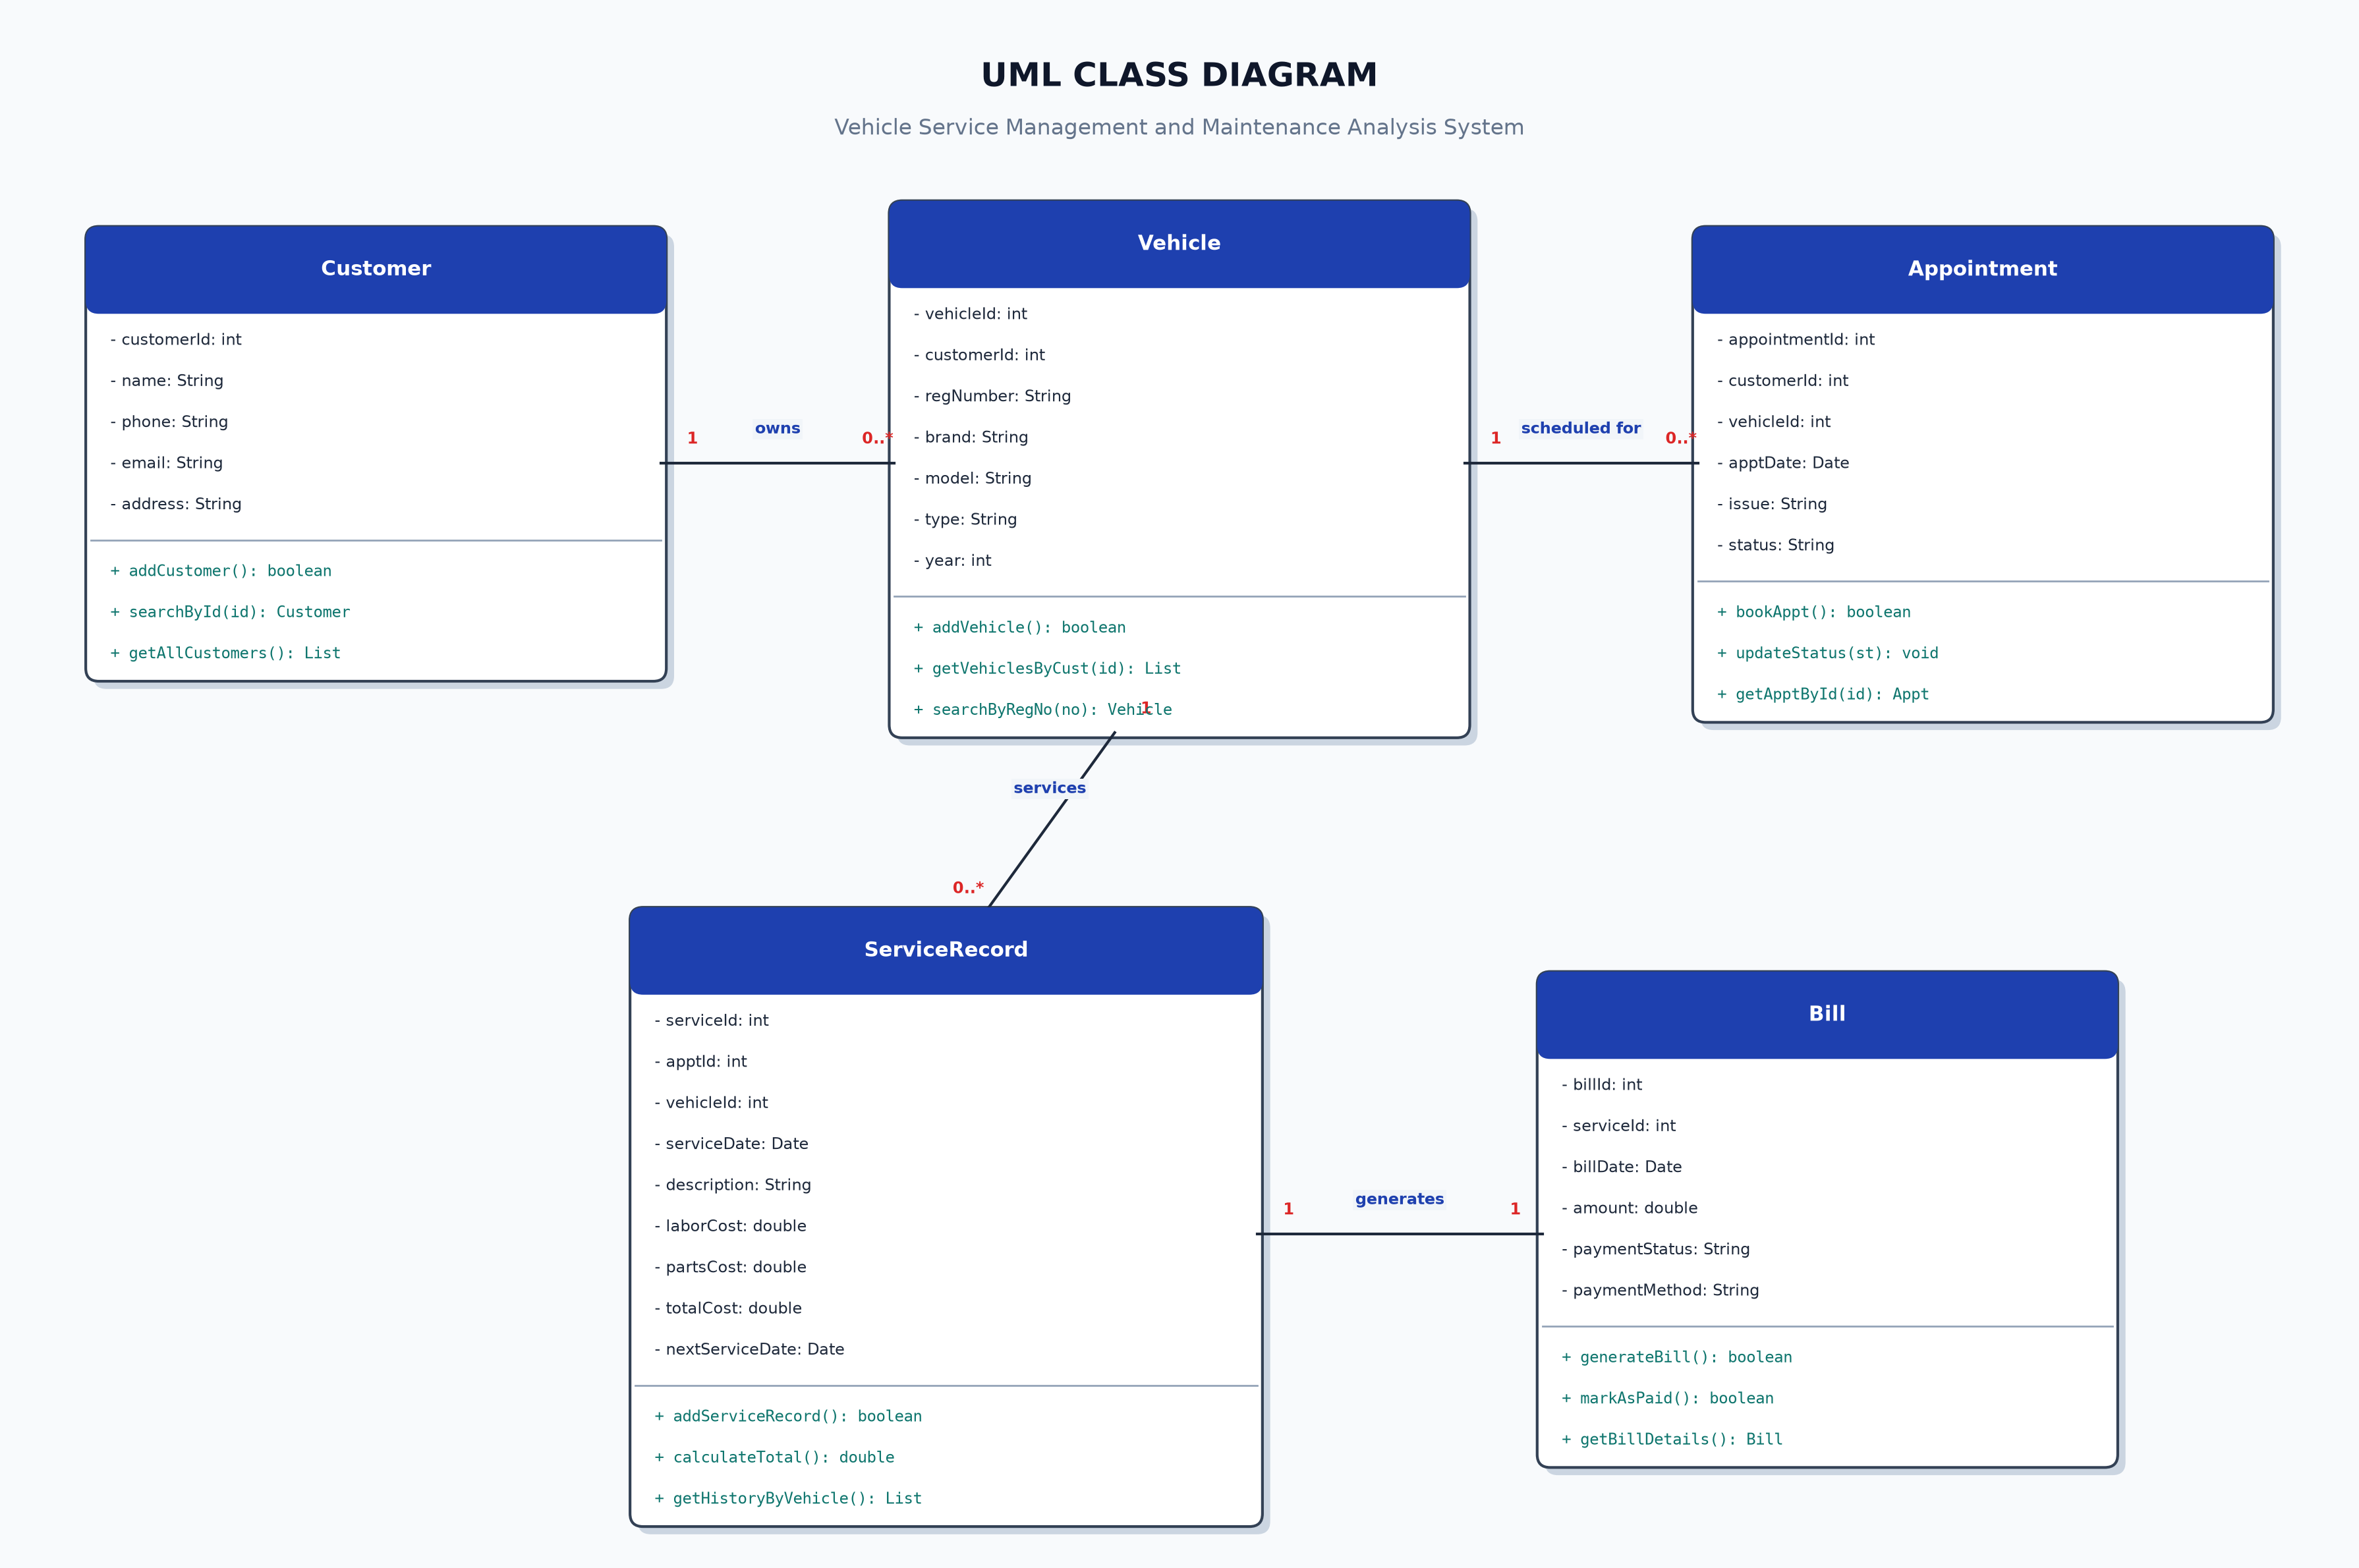 UML CLASS DIAGRAM
Vehicle Service Management and Maintenance Analysis System
Customer
- customerId: int
- name: String
- phone: String
- email: String
- address: String
+ addCustomer(): boolean
+ searchById(id): Customer
+ getAllCustomers(): List
1
owns
0..*
Vehicle
- vehicleId: int
- customerId: int
- regNumber: String
- brand: String
- model: String
- type: String
- year: int
+ addVehicle(): boolean
+ getVehiclesByCust(id): List
+ searchByRegNo(no): Vehicle
1
scheduled for
0..*
Appointment
- appointmentId: int
- customerId: int
- vehicleId: int
- apptDate: Date
- issue: String
- status: String
+ bookAppt(): boolean
+ updateStatus(st): void
+ getApptById(id): Appt
1
services
0..*
ServiceRecord
- serviceId: int
- apptId: int
- vehicleId: int
- serviceDate: Date
- description: String
- laborCost: double
- partsCost: double
- totalCost: double
- nextServiceDate: Date
+ addServiceRecord(): boolean
+ calculateTotal(): double
+ getHistoryByVehicle(): List
1
generates
1
Bill
- billId: int
- serviceId: int
- billDate: Date
- amount: double
- paymentStatus: String
- paymentMethod: String
+ generateBill(): boolean
+ markAsPaid(): boolean
+ getBillDetails(): Bill